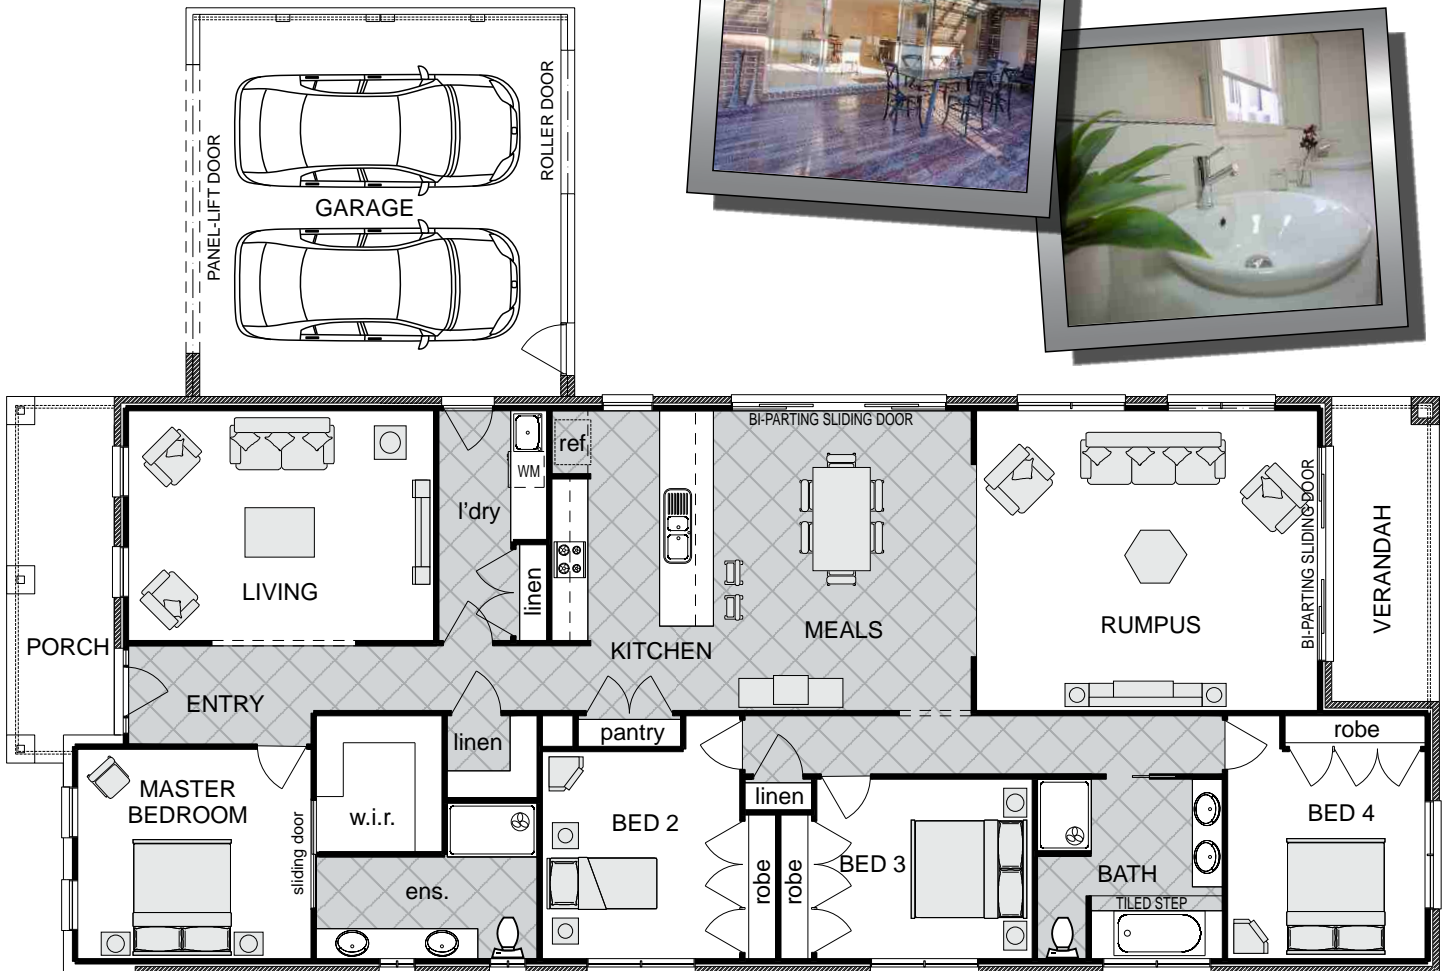 PANEL-LIFT DOOR
GARAGE
ROLLER DOOR
BI-PARTING SLIDING DOOR
ref
WM
l'dry
linen
LIVING
KITCHEN
MEALS
RUMPUS
BI-PARTING SLIDING DOOR
VERANDAH
PORCH
ENTRY
linen
pantry
robe
MASTER
BEDROOM
sliding door
w.i.r.
ens.
BED 2
linen
robe
robe
BED 3
BATH
TILED STEP
BED 4